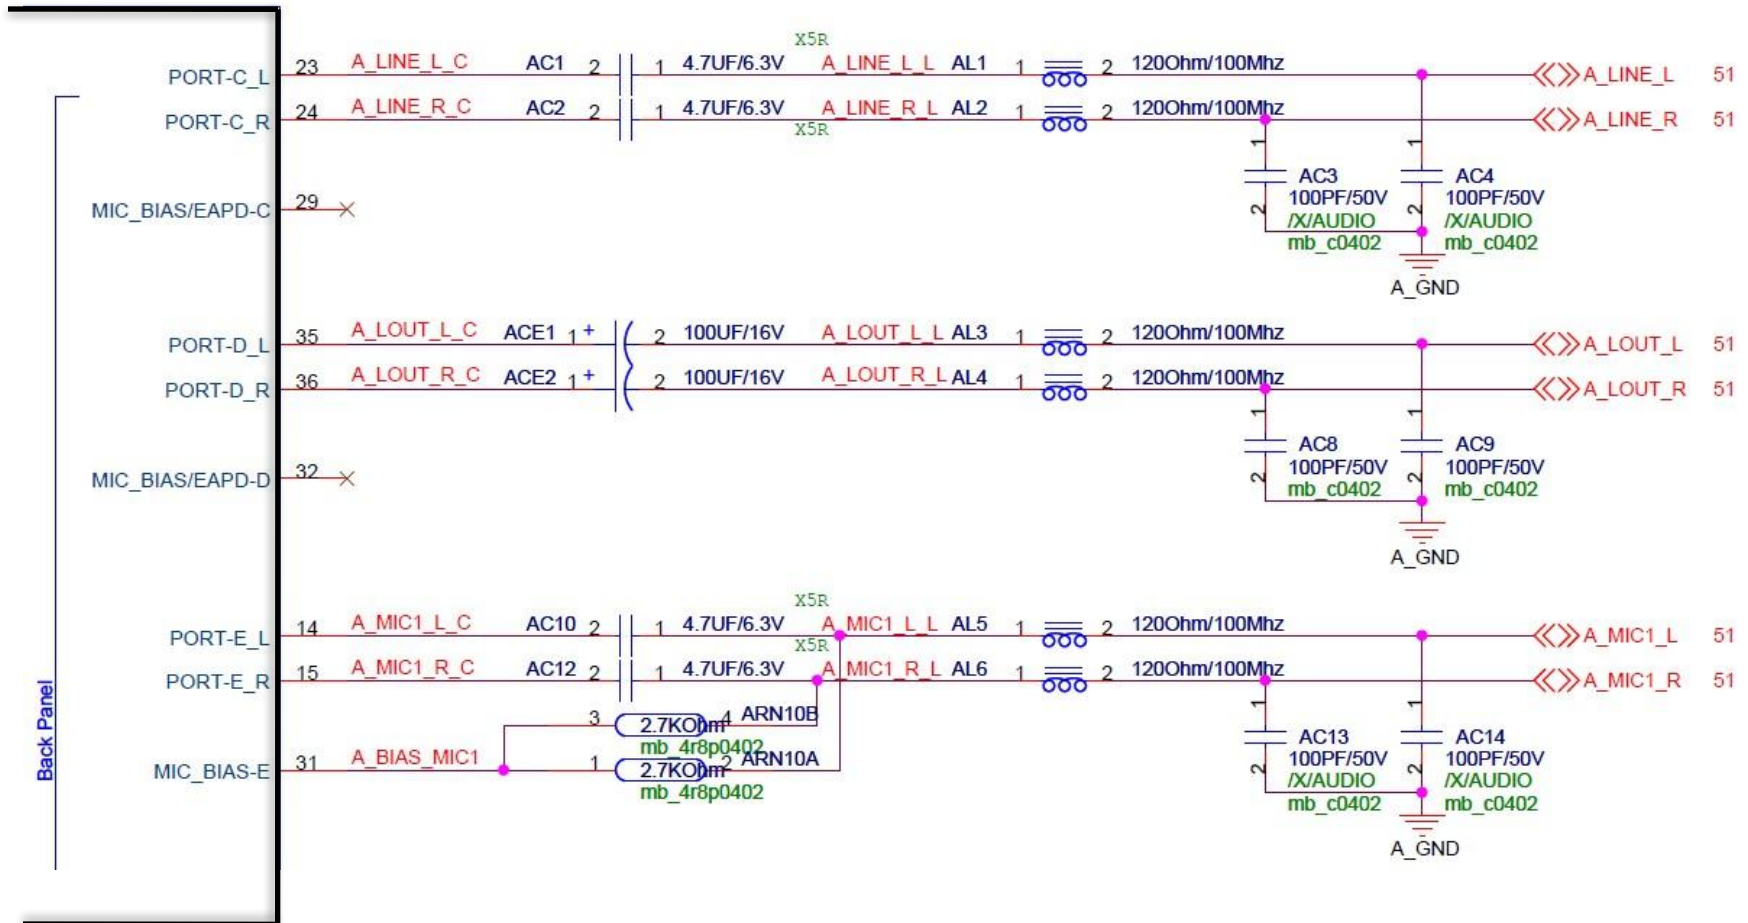 X5R
PORT-C_L 23 A_LINE_L_C AC1 2 1 4.7UF/6.3V A_LINE_L_L AL1 1 2 120Ohm/100Mhz A_LINE_L 51
PORT-C_R 24 A_LINE_R_C AC2 2 1 4.7UF/6.3V A_LINE_R_L AL2 1 2 120Ohm/100Mhz A_LINE_R 51
X5R
1 1
AC3 AC4
100PF/50V 100PF/50V
MIC_BIAS/EAPD-C 29 2 2
/X/AUDIO /X/AUDIO
mb_c0402 mb_c0402
A_GND
PORT-D_L 35 A_LOUT_L_C ACE1 1 + 2 100UF/16V A_LOUT_L_L AL3 1 2 120Ohm/100Mhz A_LOUT_L 51
PORT-D_R 36 A_LOUT_R_C ACE2 1 + 2 100UF/16V A_LOUT_R_L AL4 1 2 120Ohm/100Mhz A_LOUT_R 51
1 1
AC8 AC9
100PF/50V 100PF/50V
MIC_BIAS/EAPD-D 32 2 2
mb_c0402 mb_c0402
A_GND
X5R
PORT-E_L 14 A_MIC1_L_C AC10 2 1 4.7UF/6.3V A_MIC1_L_L AL5 1 2 120Ohm/100Mhz A_MIC1_L 51
X5R
PORT-E_R 15 A_MIC1_R_C AC12 2 1 4.7UF/6.3V A_MIC1_R_L AL6 1 2 120Ohm/100Mhz A_MIC1_R 51
1 1
3 2.7KOhm 4 ARN10B
mb_4r8p0402
AC13 AC14
100PF/50V 100PF/50V
MIC_BIAS-E 31 A_BIAS_MIC1 1 2.7KOhm 2 ARN10A
mb_4r8p0402
2 2
/X/AUDIO /X/AUDIO
mb_c0402 mb_c0402
A_GND
Back Panel